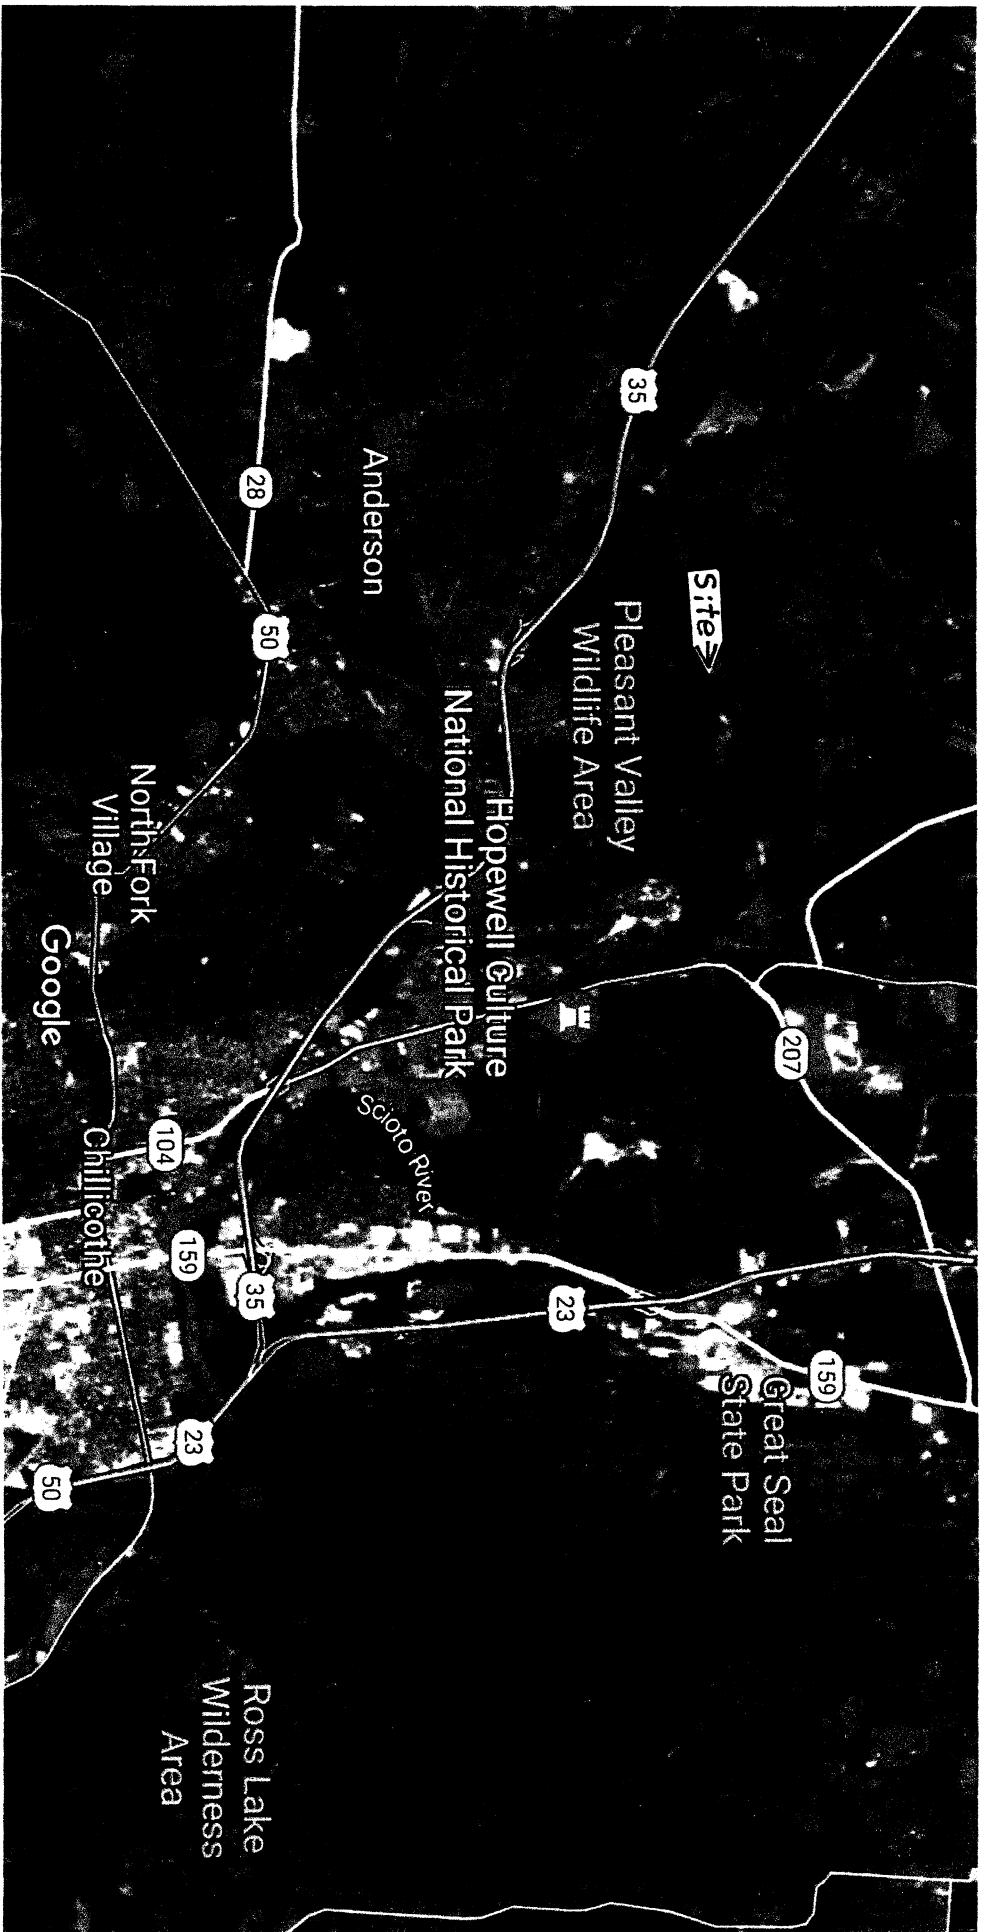 35
Site→
Great Seal
State Park
159
207
Pleasant Valley
Wildlife Area
23
Hopewell Culture
National Historical Park
Scioto River
Anderson
28
50
35
159
104
23
Ross Lake
Wilderness
Area
North Fork
Village
Chillicothe
50
Google